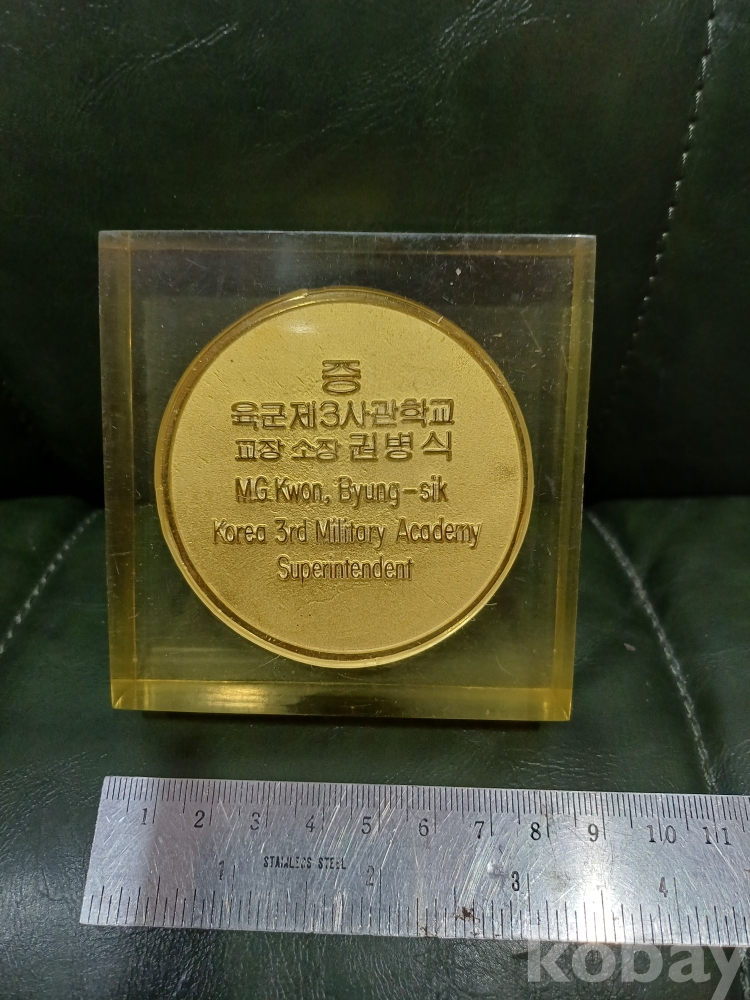 증
육군제3사관학교
교장 소장 권병식
M.G. Kwon, Byung-sik
Korea 3rd Military Academy
Superintendent
1 2 3 4 5 6 7 8 9 10 11
STAINLESS STEEL
1 2 3 4
kobay